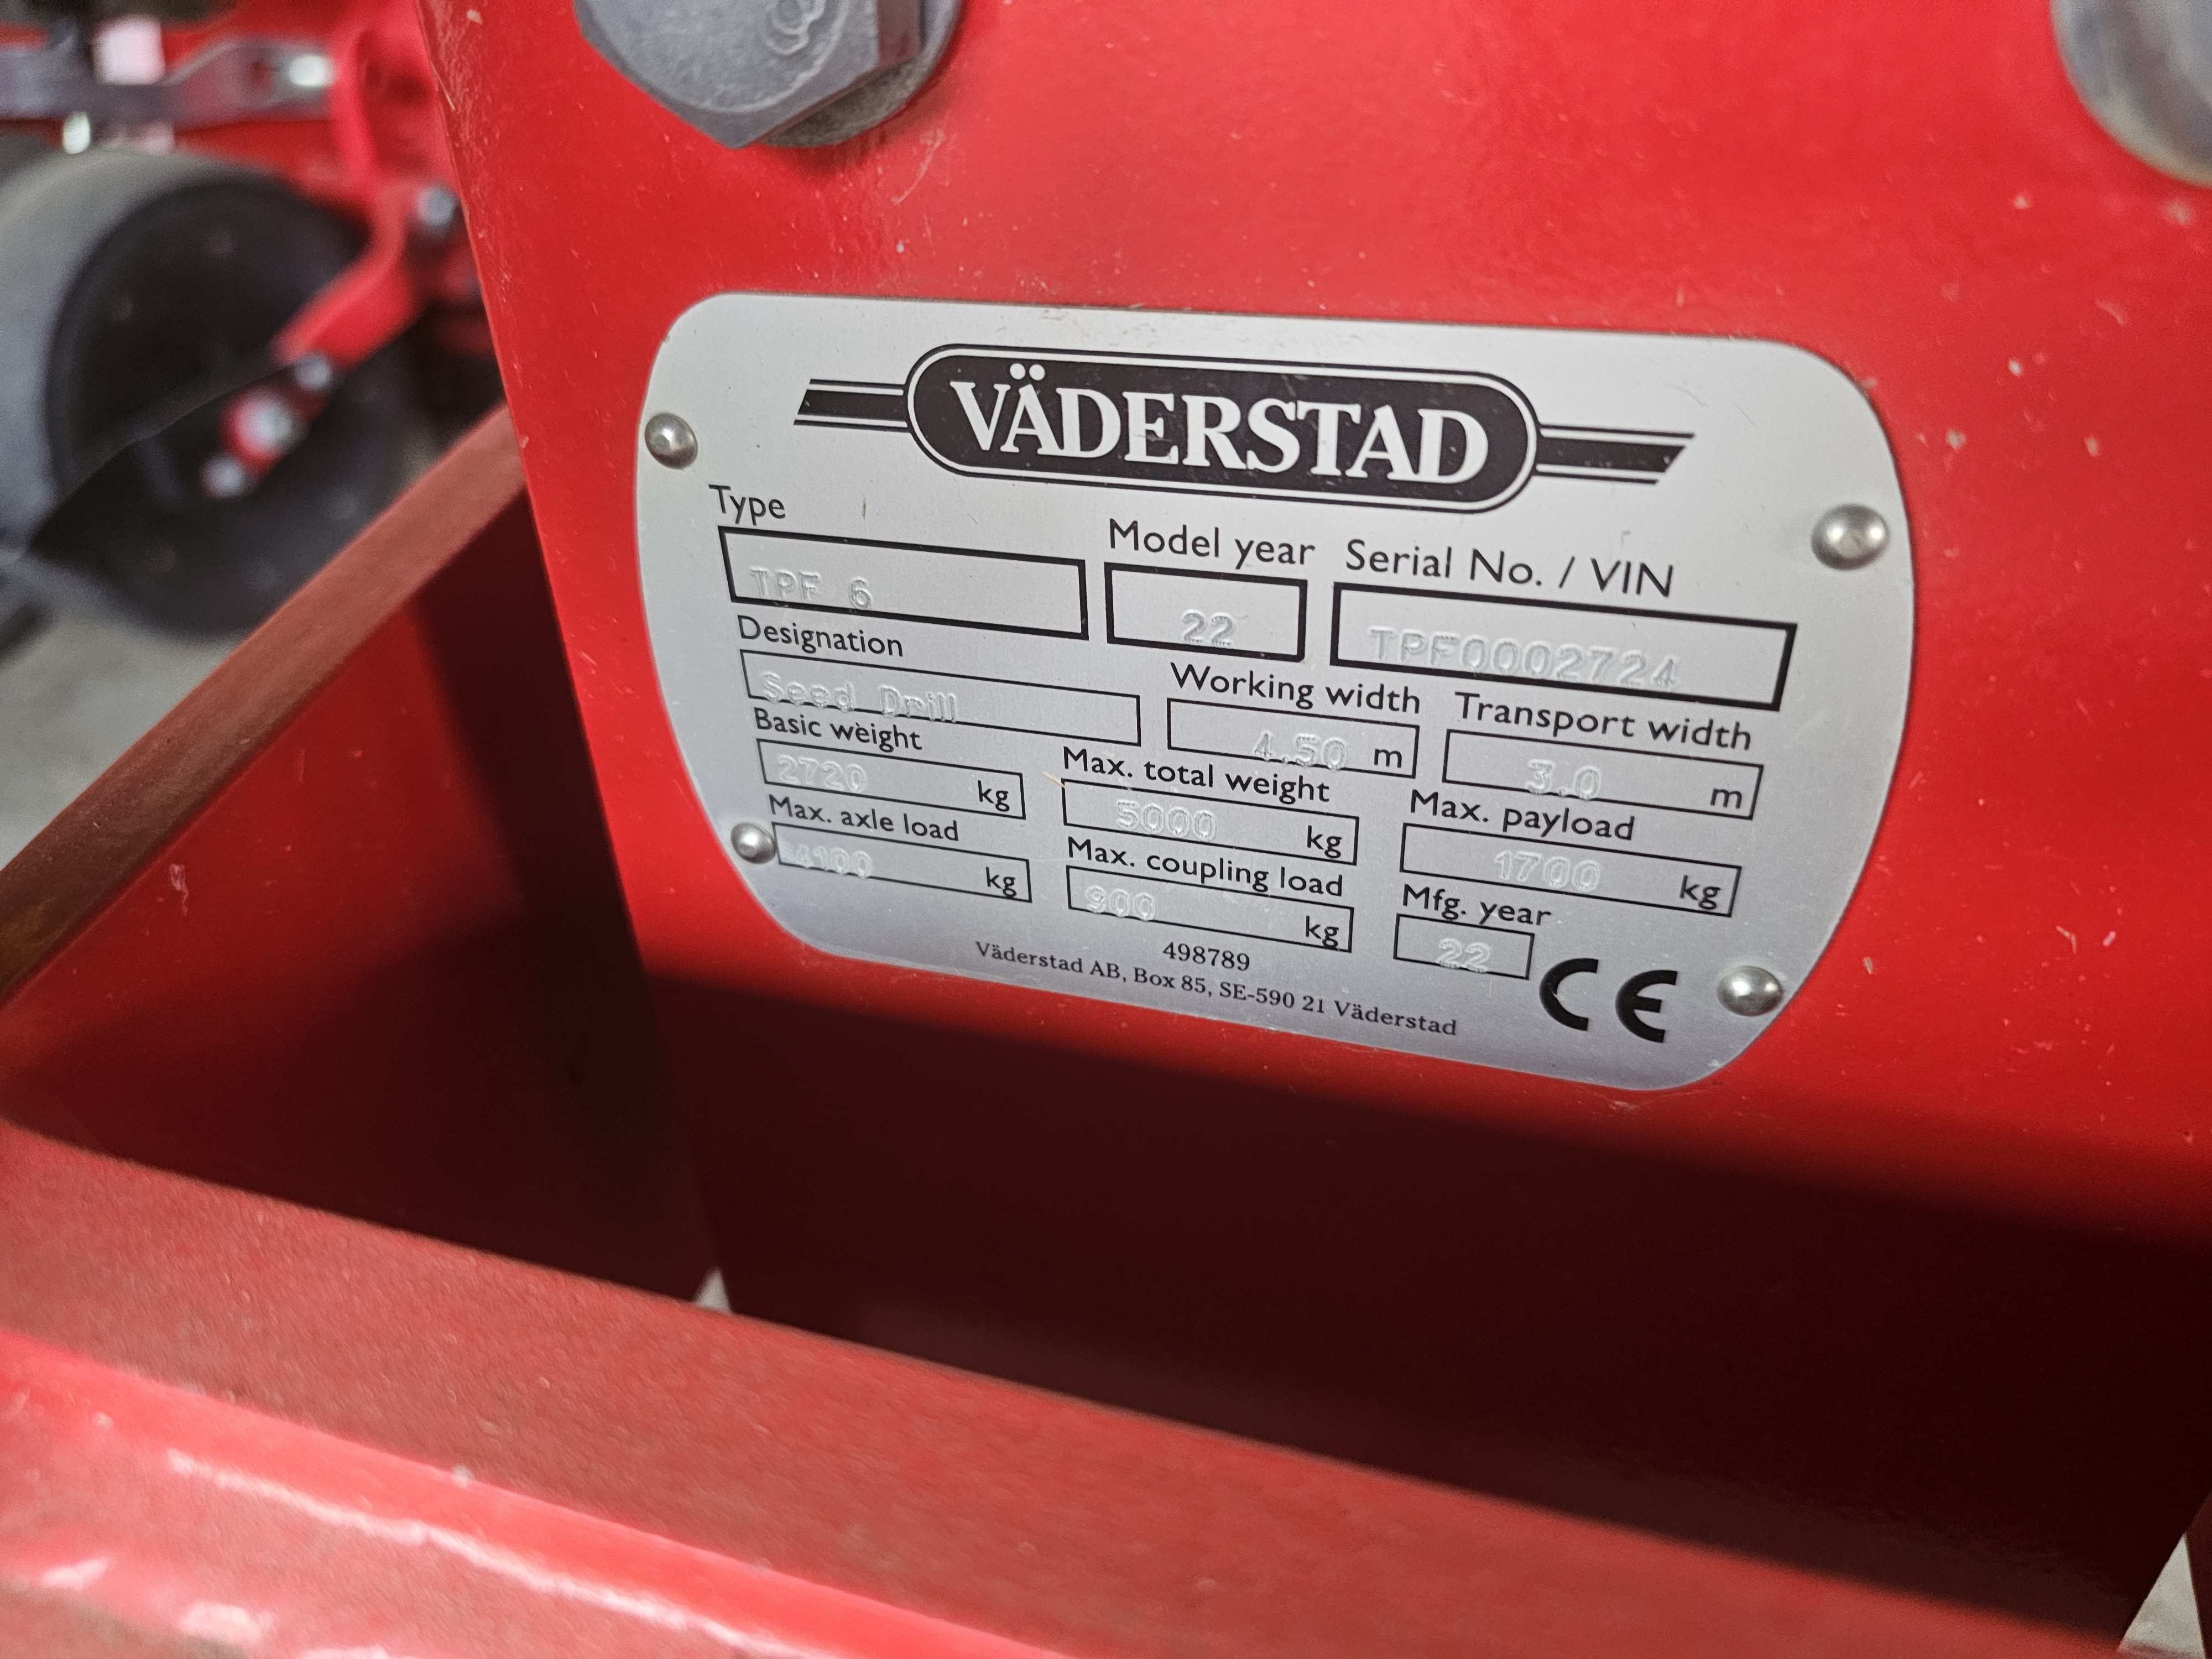 VÄDERSTAD
Type
Model year
Serial No. / VIN
TPF 6
22
TPF0002724
Designation
Working width
Transport width
Seed Drill
4.50 m
3.0 m
Basic weight
Max. total weight
Max. payload
2720 kg
5000 kg
1700 kg
Max. axle load
Max. coupling load
Mfg. year
4100 kg
900 kg
22
498789
Väderstad AB, Box 85, SE-590 21 Väderstad
CE